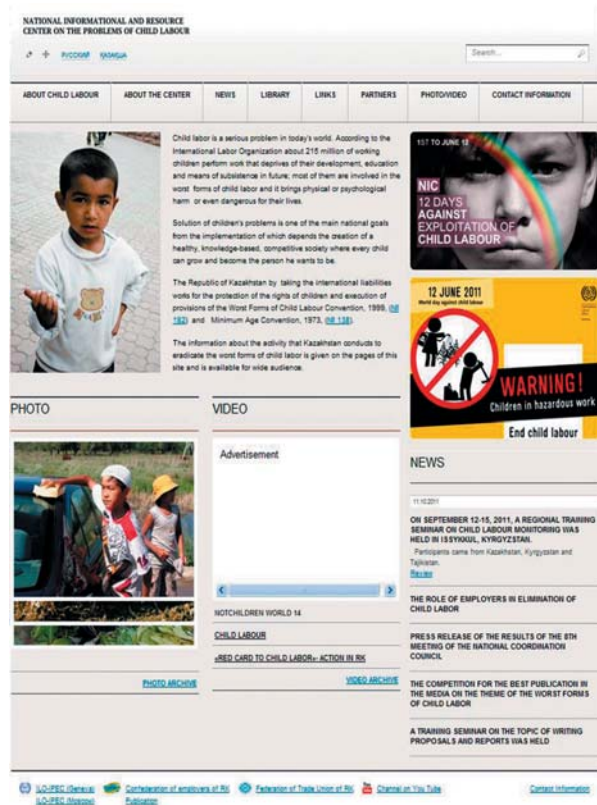 NATIONAL INFORMATIONAL AND RESOURCE
CENTER ON THE PROBLEMS OF CHILD LABOUR
РУССКИЙ ҚАЗАҚША
Search...
ABOUT CHILD LABOUR ABOUT THE CENTER NEWS LIBRARY LINKS PARTNERS PHOTO/VIDEO CONTACT INFORMATION
Child labor is a serious problem in today's world. According to the
International Labor Organization about 215 million of working
children perform work that deprives of their development, education
and means of subsistence in future; most of them are involved in the
worst forms of child labor and it brings physical or psychological
harm or even dangerous for their lives.
Solution of children's problems is one of the main national goals
from the implementation of which depends the creation of a
healthy, knowledge-based, competitive society where every child
can grow and become the person he wants to be.
The Republic of Kazakhstan by taking the international liabilities
works for the protection of the rights of children and execution of
provisions of the Worst Forms of Child Labour Convention, 1999, (№
182) and Minimum Age Convention, 1973, (№ 138).
The information about the activity that Kazakhstan conducts to
eradicate the worst forms of child labor is given on the pages of this
site and is available for wide audience.
1ST TO JUNE 12
NIC
12 DAYS
AGAINST
EXPLOITATION OF
CHILD LABOUR
12 JUNE 2011
World day against child labour
WARNING!
Children in hazardous work
End child labour
PHOTO
PHOTO ARCHIVE
VIDEO
Advertisement
NOTCHILDREN WORLD 14
CHILD LABOUR
«RED CARD TO CHILD LABOR»- ACTION IN RK
VIDEO ARCHIVE
NEWS
11.10.2011
ON SEPTEMBER 12-15, 2011, A REGIONAL TRAINING
SEMINAR ON CHILD LABOUR MONITORING WAS
HELD IN ISSYKKUL, KYRGYZSTAN.
Participants came from Kazakhstan, Kyrgyzstan and
Tajikistan.
Review
THE ROLE OF EMPLOYERS IN ELIMINATION OF
CHILD LABOR
PRESS RELEASE OF THE RESULTS OF THE 8TH
MEETING OF THE NATIONAL COORDINATION
COUNCIL
THE COMPETITION FOR THE BEST PUBLICATION IN
THE MEDIA ON THE THEME OF THE WORST FORMS
OF CHILD LABOR
A TRAINING SEMINAR ON THE TOPIC OF WRITING
PROPOSALS AND REPORTS WAS HELD
ILO-IPEC (Geneva) Confederation of employers of RK Federation of Trade Union of RK Channel on You Tube Contact Information
ILO-IPEC (Moscow) Publication